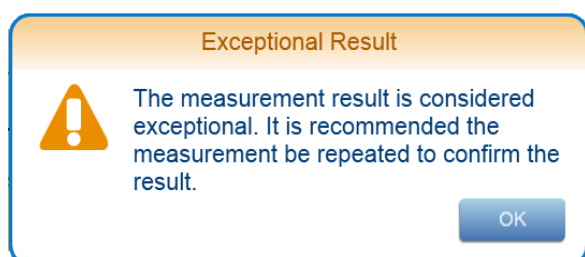 Exceptional Result
The measurement result is considered
exceptional. It is recommended the
measurement be repeated to confirm the
result.
OK